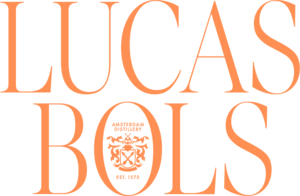 LUCAS
BOLS
AMSTERDAM
DISTILLERY
EST. 1575